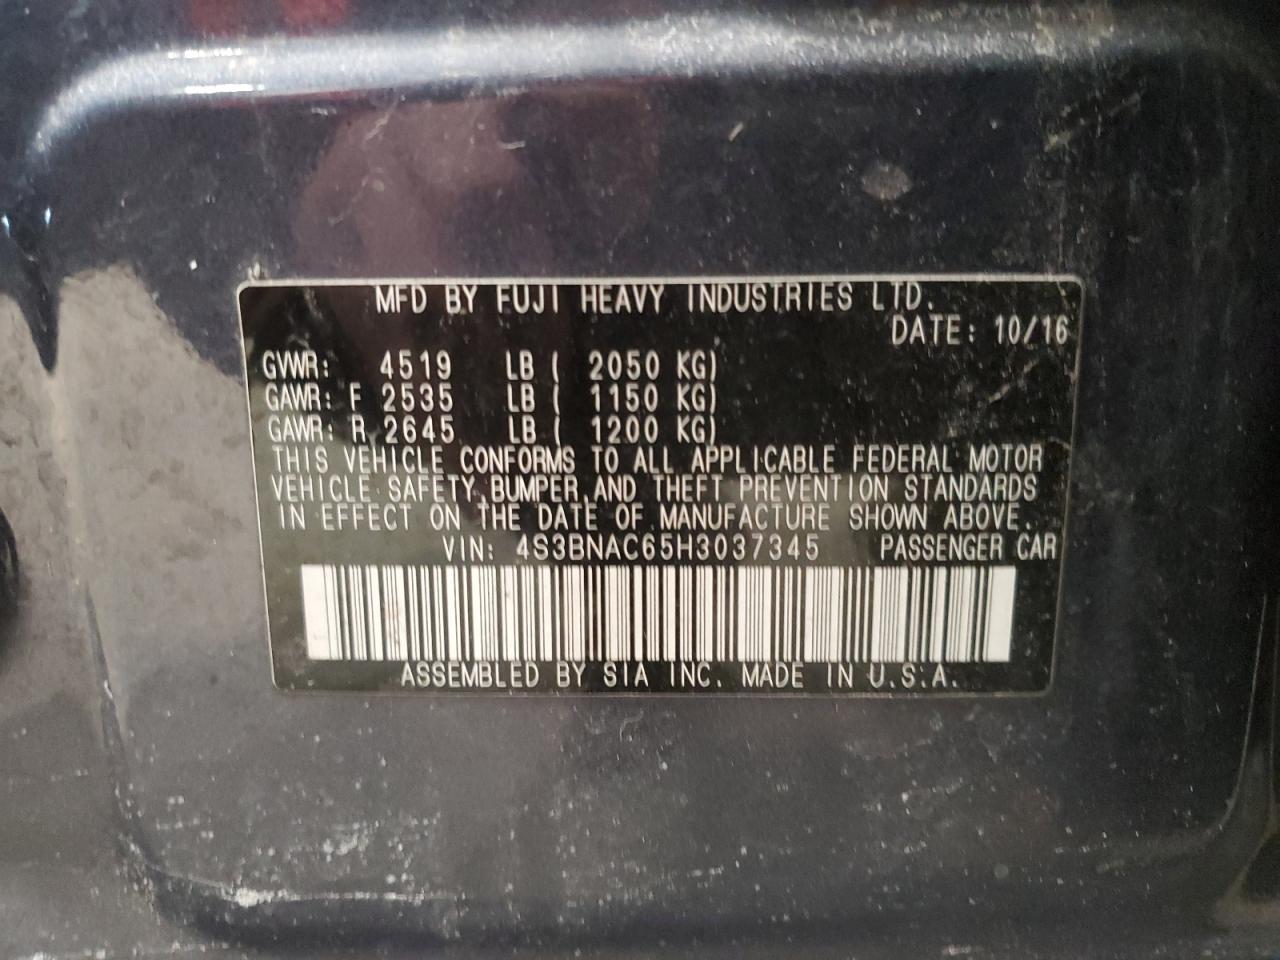 MFD BY FUJI HEAVY INDUSTRIES LTD.
DATE: 10/16
GVWR: 4519 LB ( 2050 KG)
GAWR: F 2535 LB ( 1150 KG)
GAWR: R 2645 LB ( 1200 KG)
THIS VEHICLE CONFORMS TO ALL APPLICABLE FEDERAL MOTOR
VEHICLE SAFETY, BUMPER, AND THEFT PREVENTION STANDARDS
IN EFFECT ON THE DATE OF MANUFACTURE SHOWN ABOVE.
VIN: 4S3BNAC65H3037345 PASSENGER CAR
ASSEMBLED BY SIA INC. MADE IN U.S.A.